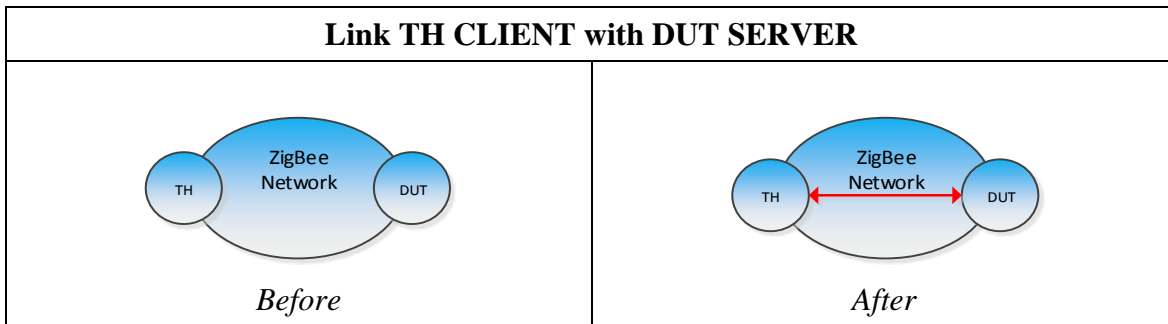 Link TH CLIENT with DUT SERVER
ZigBee
Network
TH
DUT
Before
ZigBee
Network
TH
DUT
After